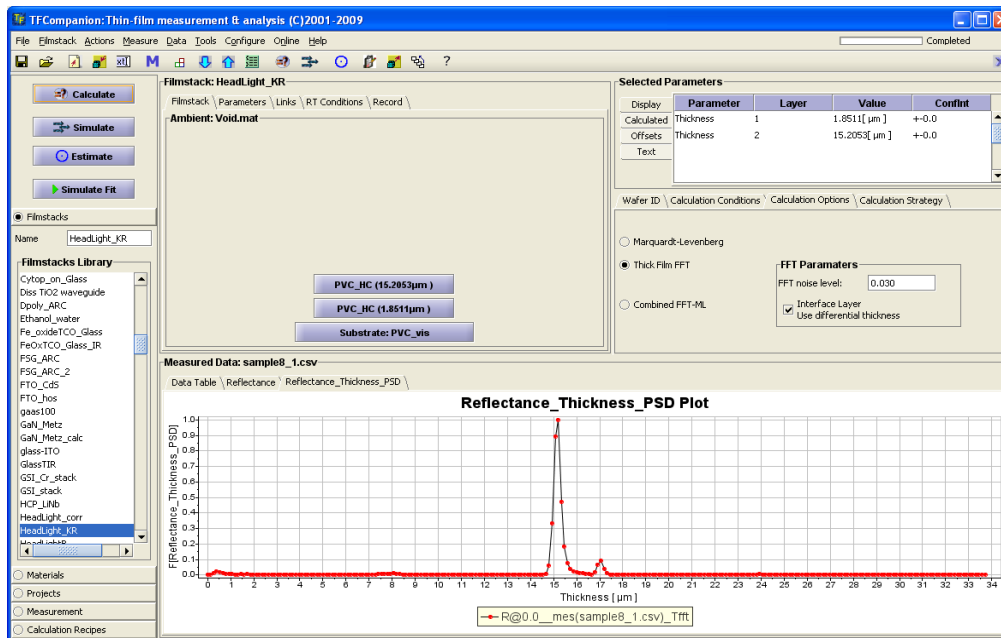 TFCompanion: Thin-film measurement & analysis (C)2001-2009
File Filmstack Actions Measure Data Tools Configure Online Help
Completed
Calculate
Simulate
Estimate
Simulate Fit
Filmstacks
Name HeadLight_KR
Filmstacks Library
Cytop_on_Glass
Diss TiO2 waveguide
Dpoly_ARC
Ethanol_water
Fe_oxideTCO_Glass
FeOxTCO_Glass_IR
FSG_ARC
FSG_ARC_2
FTO_CdS
FTO_hos
gaas100
GaN_Metz
GaN_Metz_calc
glass-ITO
GlassTIR
GSI_Cr_stack
GSI_stack
HCP_LiNb
HeadLight_corr
HeadLight_KR
Materials
Projects
Measurement
Calculation Recipes
Filmstack: HeadLight_KR
Filmstack Parameters Links RT Conditions Record
Ambient: Void.mat
PVC_HC (15.2053µm )
PVC_HC (1.8511µm )
Substrate: PVC_vis
Selected Parameters
Display Parameter Layer Value ConfInt
Calculated Thickness 1 1.8511[ µm ] +-0.0
Offsets Thickness 2 15.2053[ µm ] +-0.0
Text
Wafer ID Calculation Conditions Calculation Options Calculation Strategy
Marquardt-Levenberg
Thick Film FFT
Combined FFT-ML
FFT Paramaters
FFT noise level: 0.030
Interface Layer
Use differential thickness
Measured Data: sample8_1.csv
Data Table Reflectance Reflectance_Thickness_PSD
Reflectance_Thickness_PSD Plot
F[Reflectance_Thickness_PSD]
1.0
0.9
0.8
0.7
0.6
0.5
0.4
0.3
0.2
0.1
0.0
0 1 2 3 4 5 6 7 8 9 10 11 12 13 14 15 16 17 18 19 20 21 22 23 24 25 26 27 28 29 30 31 32 33 34
Thickness [ µm ]
R@0.0__mes(sample8_1.csv)_Tfft